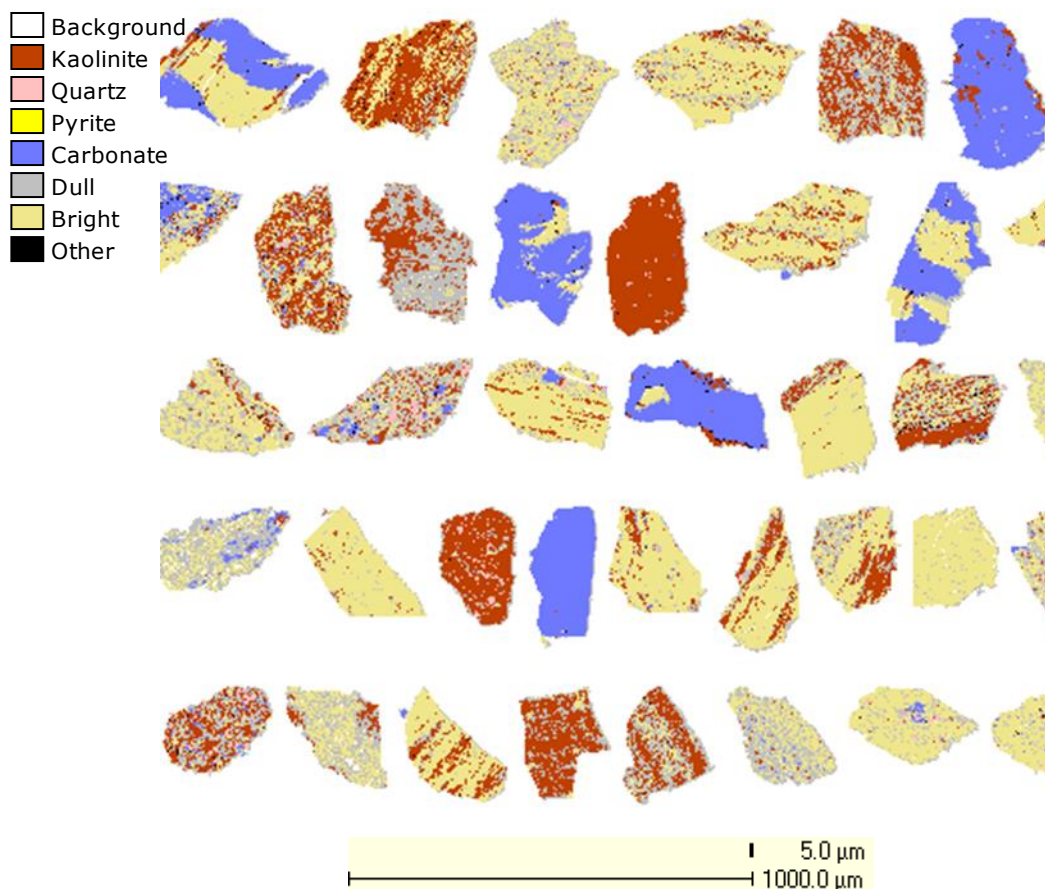 Background
Kaolinite
Quartz
Pyrite
Carbonate
Dull
Bright
Other
5.0 µm
1000.0 µm